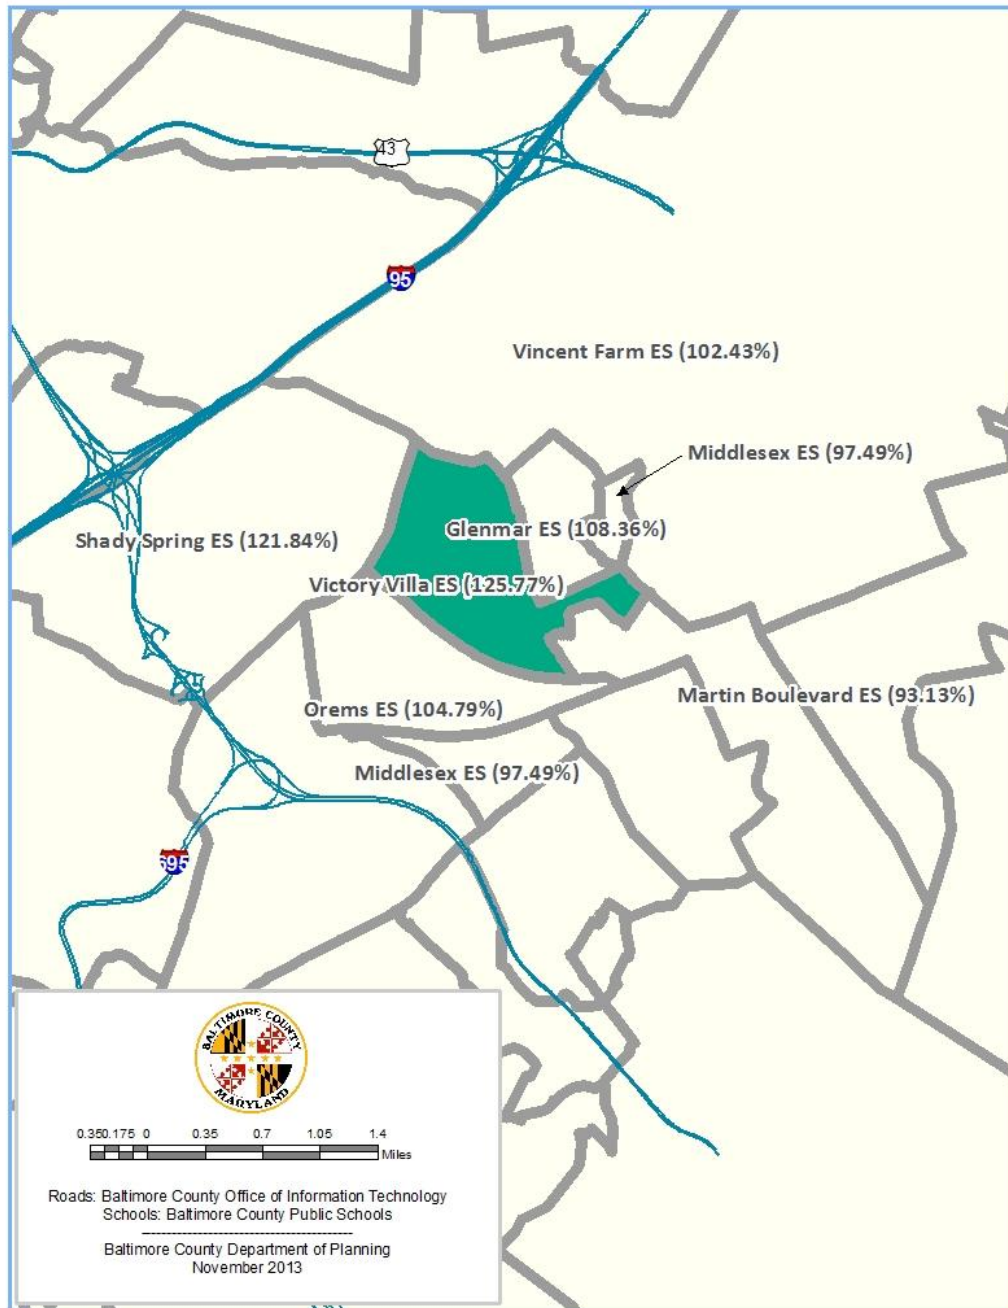 43
95
Vincent Farm ES (102.43%)
Middlesex ES (97.49%)
Glenmar ES (108.36%)
Shady Spring ES (121.84%)
Victory Villa ES (125.77%)
Martin Boulevard ES (93.13%)
Orems ES (104.79%)
Middlesex ES (97.49%)
695
BALTIMORE COUNTY
MARYLAND
0.35 0.175 0 0.35 0.7 1.05 1.4
Miles
Roads: Baltimore County Office of Information Technology
Schools: Baltimore County Public Schools
Baltimore County Department of Planning
November 2013